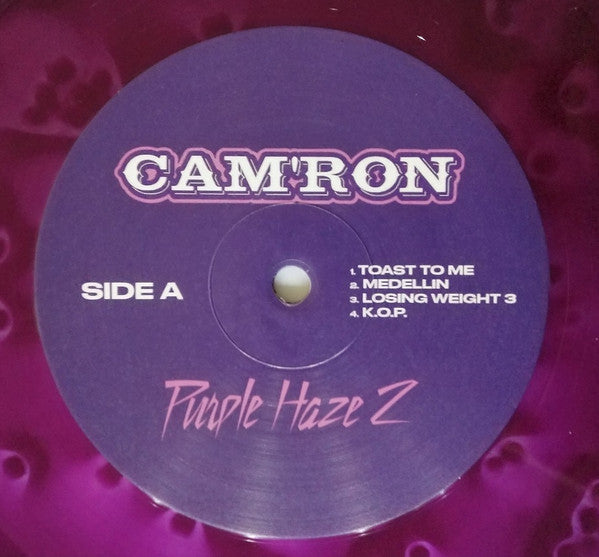 CAM'RON
SIDE A
1. TOAST TO ME
2. MEDELLIN
3. LOSING WEIGHT 3
4. K.O.P.
Purple Haze 2